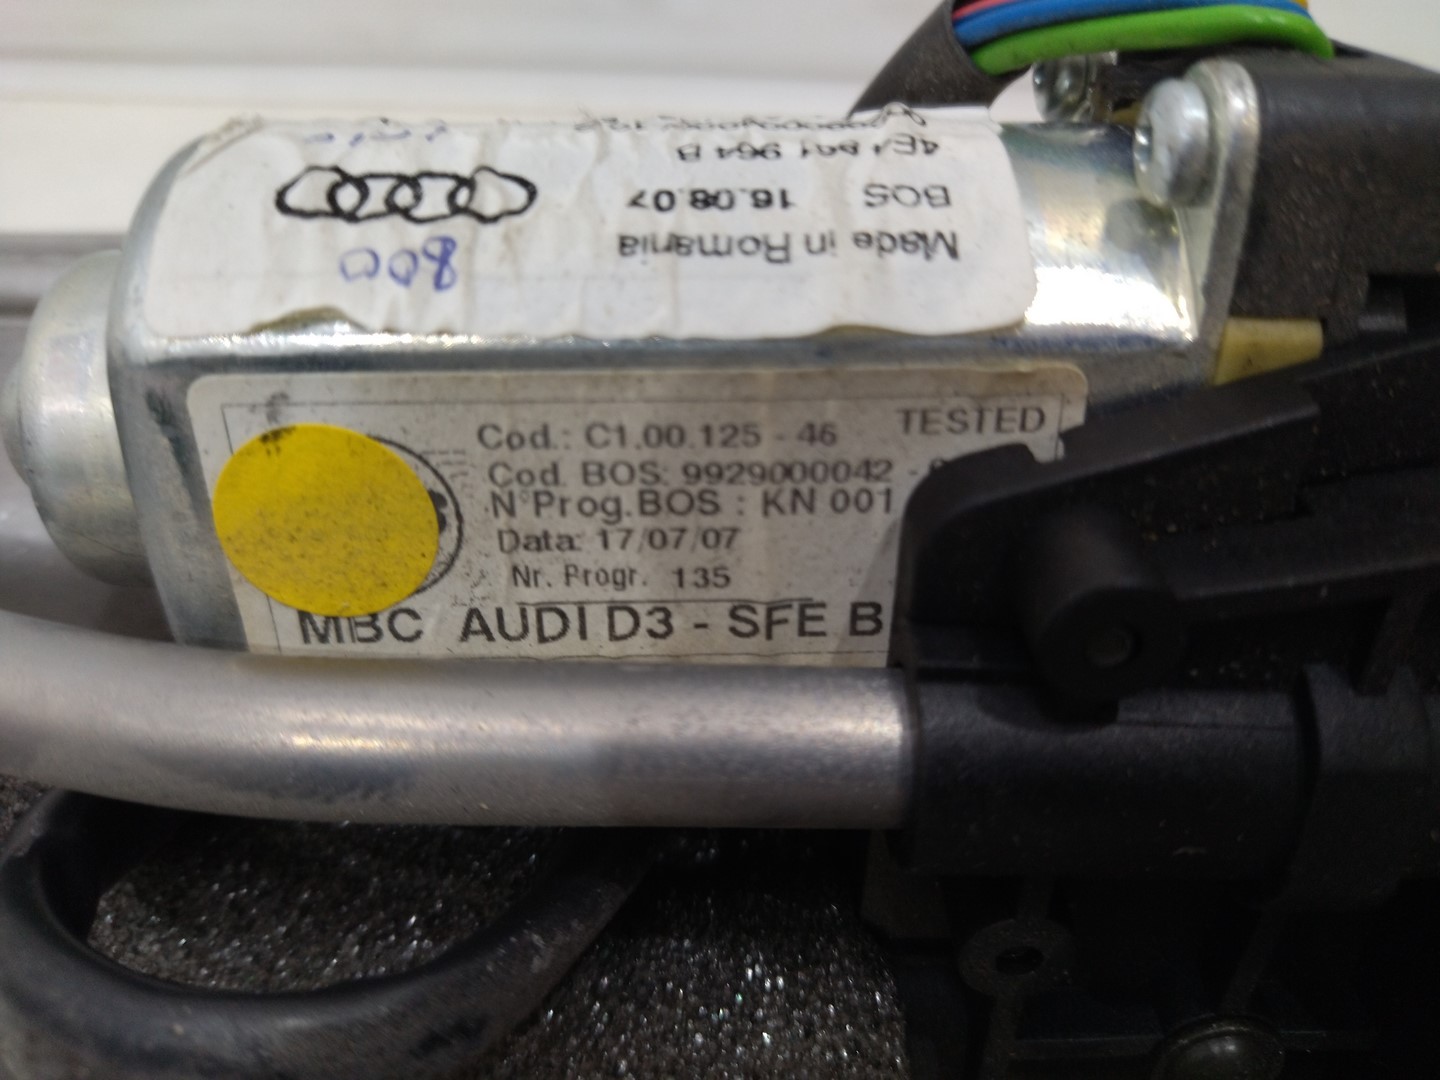 4E4 861 964 B
BOS 16.08.07
Made in Romania
800
Cod.: C1.00.125 - 46 TESTED
Cod. BOS: 9929000042 -
N°Prog.BOS : KN 001
Data: 17/07/07
Nr. Progr. 135
MBC AUDI D3 - SFE B